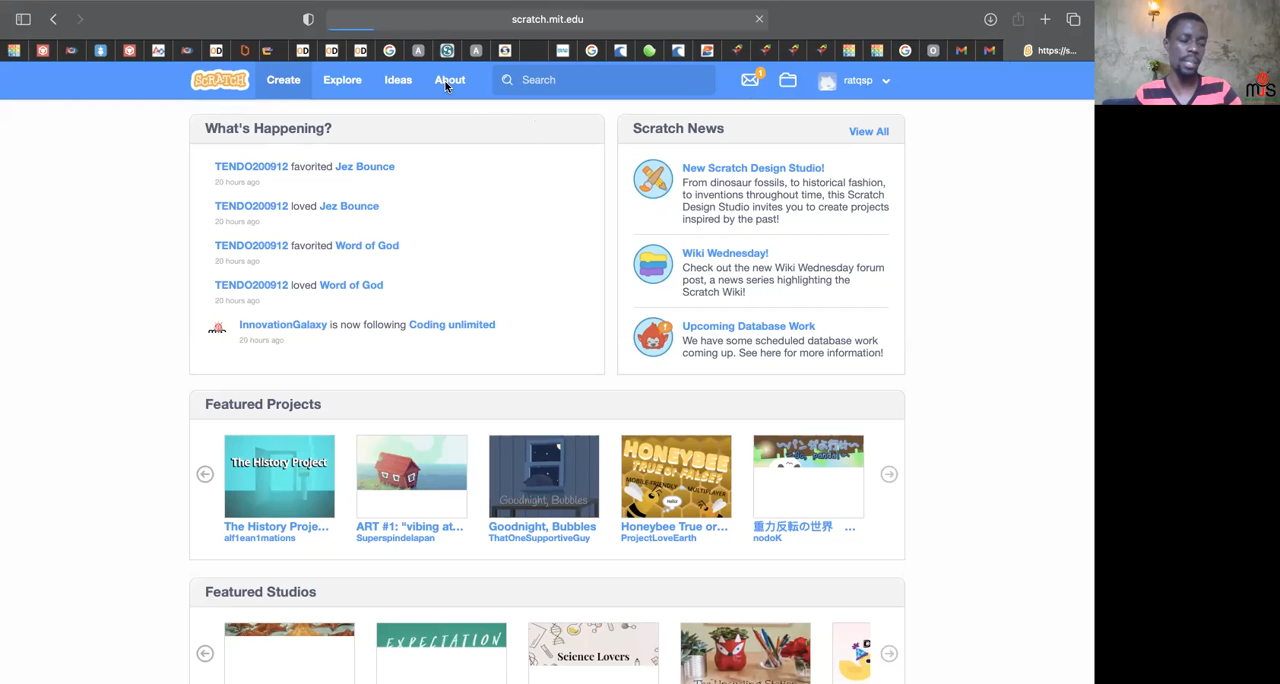 scratch.mit.edu
https://s...
SCRATCH
Create
Explore
Ideas
About
Search
1
ratqsp
What's Happening?
TENDO200912 favorited Jez Bounce
20 hours ago
TENDO200912 loved Jez Bounce
20 hours ago
TENDO200912 favorited Word of God
20 hours ago
TENDO200912 loved Word of God
20 hours ago
InnovationGalaxy is now following Coding unlimited
20 hours ago
Scratch News
View All
New Scratch Design Studio!
From dinosaur fossils, to historical fashion,
to inventions throughout time, this Scratch
Design Studio invites you to create projects
inspired by the past!
Wiki Wednesday!
Check out the new Wiki Wednesday forum
post, a news series highlighting the
Scratch Wiki!
Upcoming Database Work
We have some scheduled database work
coming up. See here for more information!
Featured Projects
The History Project
Goodnight, Bubbles
HONEYBEE
TRUE OR FALSE?
MOBILE-FRIENDLY
MULTIPLAYER
The History Proje...
alf1ean1mations
ART #1: "vibing at...
Superspindelapan
Goodnight, Bubbles
ThatOneSupportiveGuy
Honeybee True or...
ProjectLoveEarth
重力反転の世界 ...
nodoK
Featured Studios
EXPECTATION
Science Lovers